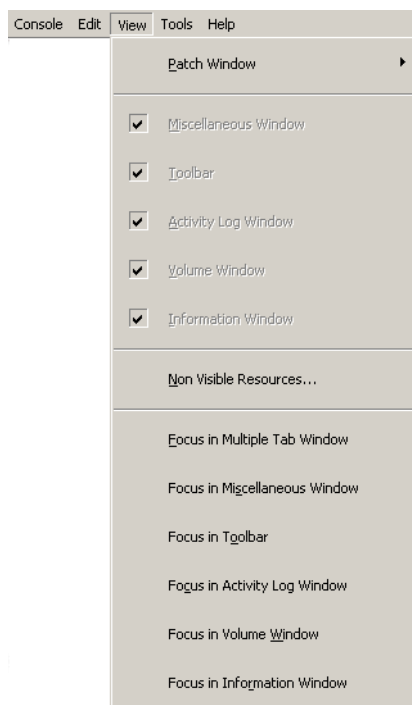 Console Edit View Tools Help
Patch Window
Miscellaneous Window
Toolbar
Activity Log Window
Volume Window
Information Window
Non Visible Resources...
Focus in Multiple Tab Window
Focus in Miscellaneous Window
Focus in Toolbar
Focus in Activity Log Window
Focus in Volume Window
Focus in Information Window